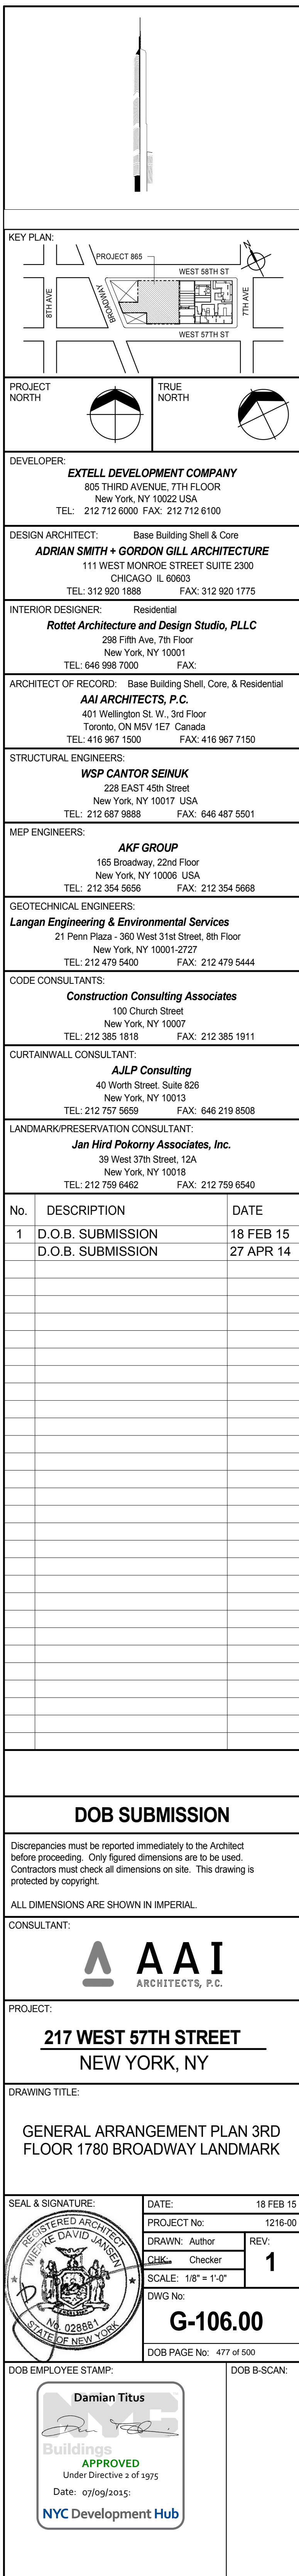 KEY PLAN:
N
PROJECT 865
WEST 58TH ST
8TH AVE
BROADWAY
7TH AVE
WEST 57TH ST
PROJECT
NORTH
TRUE
NORTH
DEVELOPER:
EXTELL DEVELOPMENT COMPANY
805 THIRD AVENUE, 7TH FLOOR
New York, NY 10022 USA
TEL: 212 712 6000 FAX: 212 712 6100
DESIGN ARCHITECT: Base Building Shell & Core
ADRIAN SMITH + GORDON GILL ARCHITECTURE
111 WEST MONROE STREET SUITE 2300
CHICAGO IL 60603
TEL: 312 920 1888 FAX: 312 920 1775
INTERIOR DESIGNER: Residential
Rottet Architecture and Design Studio, PLLC
298 Fifth Ave, 7th Floor
New York, NY 10001
TEL: 646 998 7000 FAX:
ARCHITECT OF RECORD: Base Building Shell, Core, & Residential
AAI ARCHITECTS, P.C.
401 Wellington St. W., 3rd Floor
Toronto, ON M5V 1E7 Canada
TEL: 416 967 1500 FAX: 416 967 7150
STRUCTURAL ENGINEERS:
WSP CANTOR SEINUK
228 EAST 45th Street
New York, NY 10017 USA
TEL: 212 687 9888 FAX: 646 487 5501
MEP ENGINEERS:
AKF GROUP
165 Broadway, 22nd Floor
New York, NY 10006 USA
TEL: 212 354 5656 FAX: 212 354 5668
GEOTECHNICAL ENGINEERS:
Langan Engineering & Environmental Services
21 Penn Plaza - 360 West 31st Street, 8th Floor
New York, NY 10001-2727
TEL: 212 479 5400 FAX: 212 479 5444
CODE CONSULTANTS:
Construction Consulting Associates
100 Church Street
New York, NY 10007
TEL: 212 385 1818 FAX: 212 385 1911
CURTAINWALL CONSULTANT:
AJLP Consulting
40 Worth Street. Suite 826
New York, NY 10013
TEL: 212 757 5659 FAX: 646 219 8508
LANDMARK/PRESERVATION CONSULTANT:
Jan Hird Pokorny Associates, Inc.
39 West 37th Street, 12A
New York, NY 10018
TEL: 212 759 6462 FAX: 212 759 6540
No. DESCRIPTION DATE
1 D.O.B. SUBMISSION 18 FEB 15
D.O.B. SUBMISSION 27 APR 14
DOB SUBMISSION
Discrepancies must be reported immediately to the Architect
before proceeding. Only figured dimensions are to be used.
Contractors must check all dimensions on site. This drawing is
protected by copyright.
ALL DIMENSIONS ARE SHOWN IN IMPERIAL.
CONSULTANT:
AAI
ARCHITECTS, P.C.
PROJECT:
217 WEST 57TH STREET
NEW YORK, NY
DRAWING TITLE:
GENERAL ARRANGEMENT PLAN 3RD
FLOOR 1780 BROADWAY LANDMARK
SEAL & SIGNATURE:
REGISTERED ARCHITECT
DAVID JANSEN
No. 028881
STATE OF NEW YORK
DATE: 18 FEB 15
PROJECT No: 1216-00
DRAWN: Author
REV:
CHK: Checker
1
SCALE: 1/8" = 1'-0"
DWG No:
G-106.00
DOB PAGE No: 477 of 500
DOB EMPLOYEE STAMP:
DOB B-SCAN:
Damian Titus
NYC
Buildings
APPROVED
Under Directive 2 of 1975
Date: 07/09/2015:
NYC Development Hub